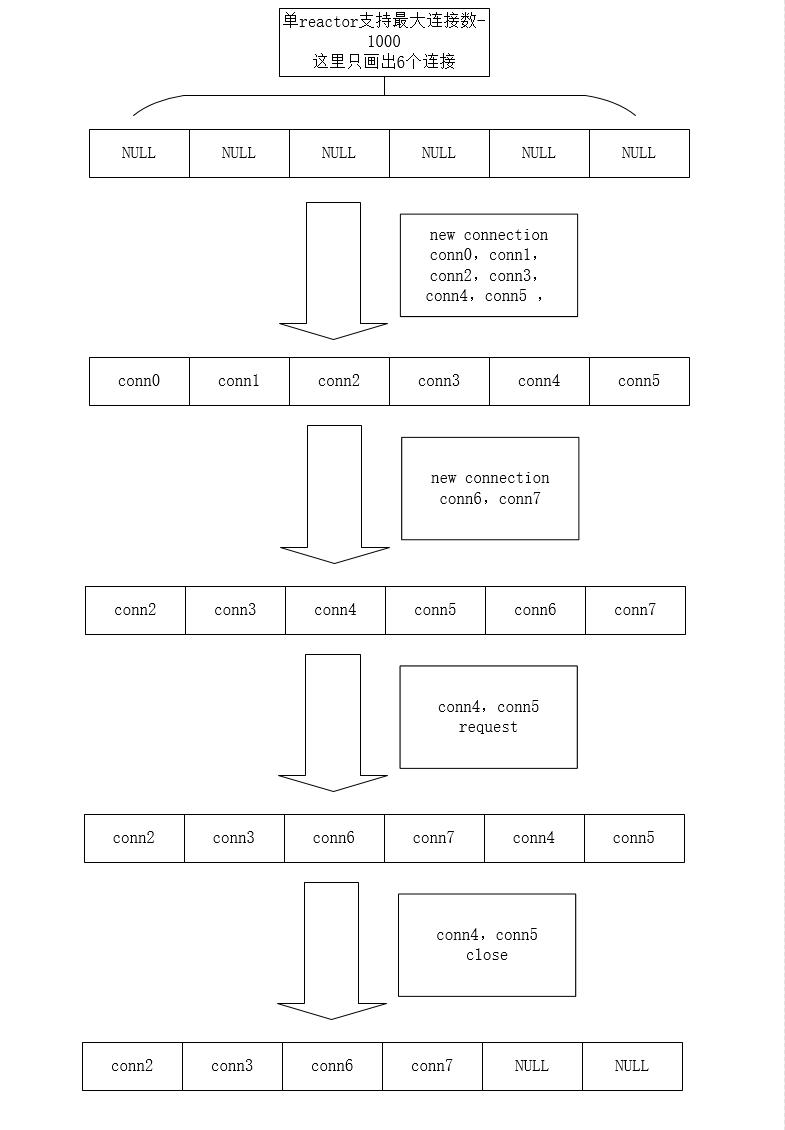 单reactor支持最大连接数-
1000
这里只画出6个连接
NULL NULL NULL NULL NULL NULL
new connection
conn0，conn1，
conn2，conn3，
conn4，conn5 ，
conn0 conn1 conn2 conn3 conn4 conn5
new connection
conn6，conn7
conn2 conn3 conn4 conn5 conn6 conn7
conn4，conn5
request
conn2 conn3 conn6 conn7 conn4 conn5
conn4，conn5
close
conn2 conn3 conn6 conn7 NULL NULL